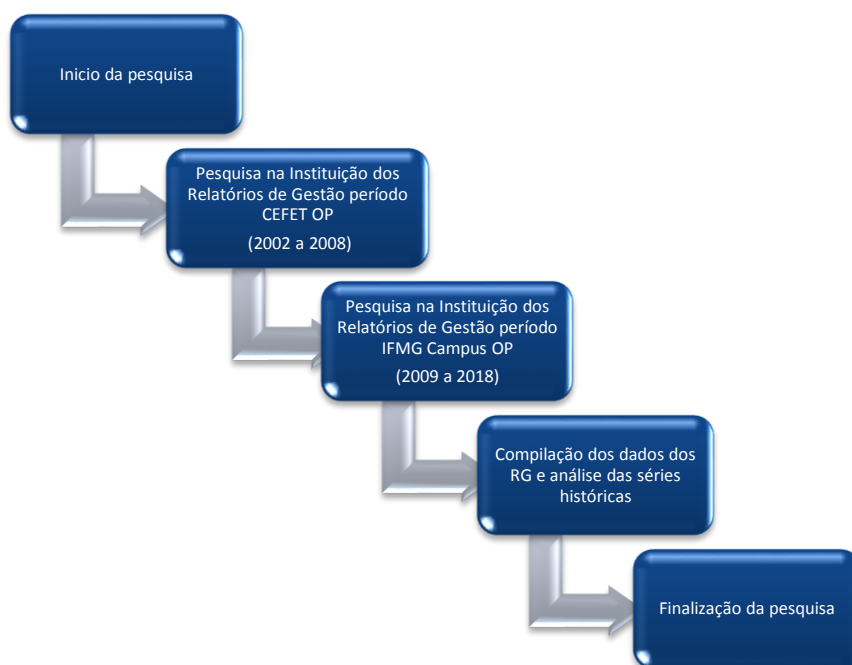 Inicio da pesquisa
Pesquisa na Instituição dos
Relatórios de Gestão período
CEFET OP
(2002 a 2008)
Pesquisa na Instituição dos
Relatórios de Gestão período
IFMG Campus OP
(2009 a 2018)
Compilação dos dados dos
RG e análise das séries
históricas
Finalização da pesquisa